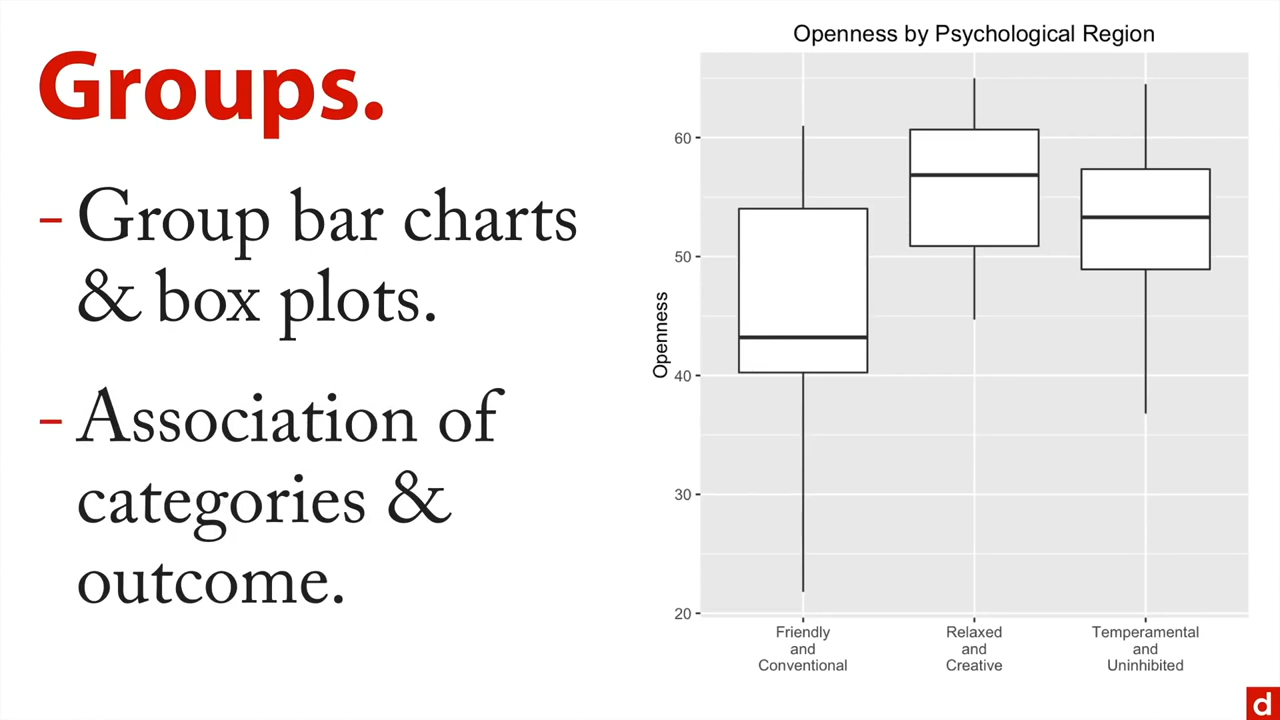 Groups.
- Group bar charts
& box plots.
- Association of
categories &
outcome.
Openness by Psychological Region
Openness
60
50
40
30
20
Friendly
and
Conventional
Relaxed
and
Creative
Temperamental
and
Uninhibited
d